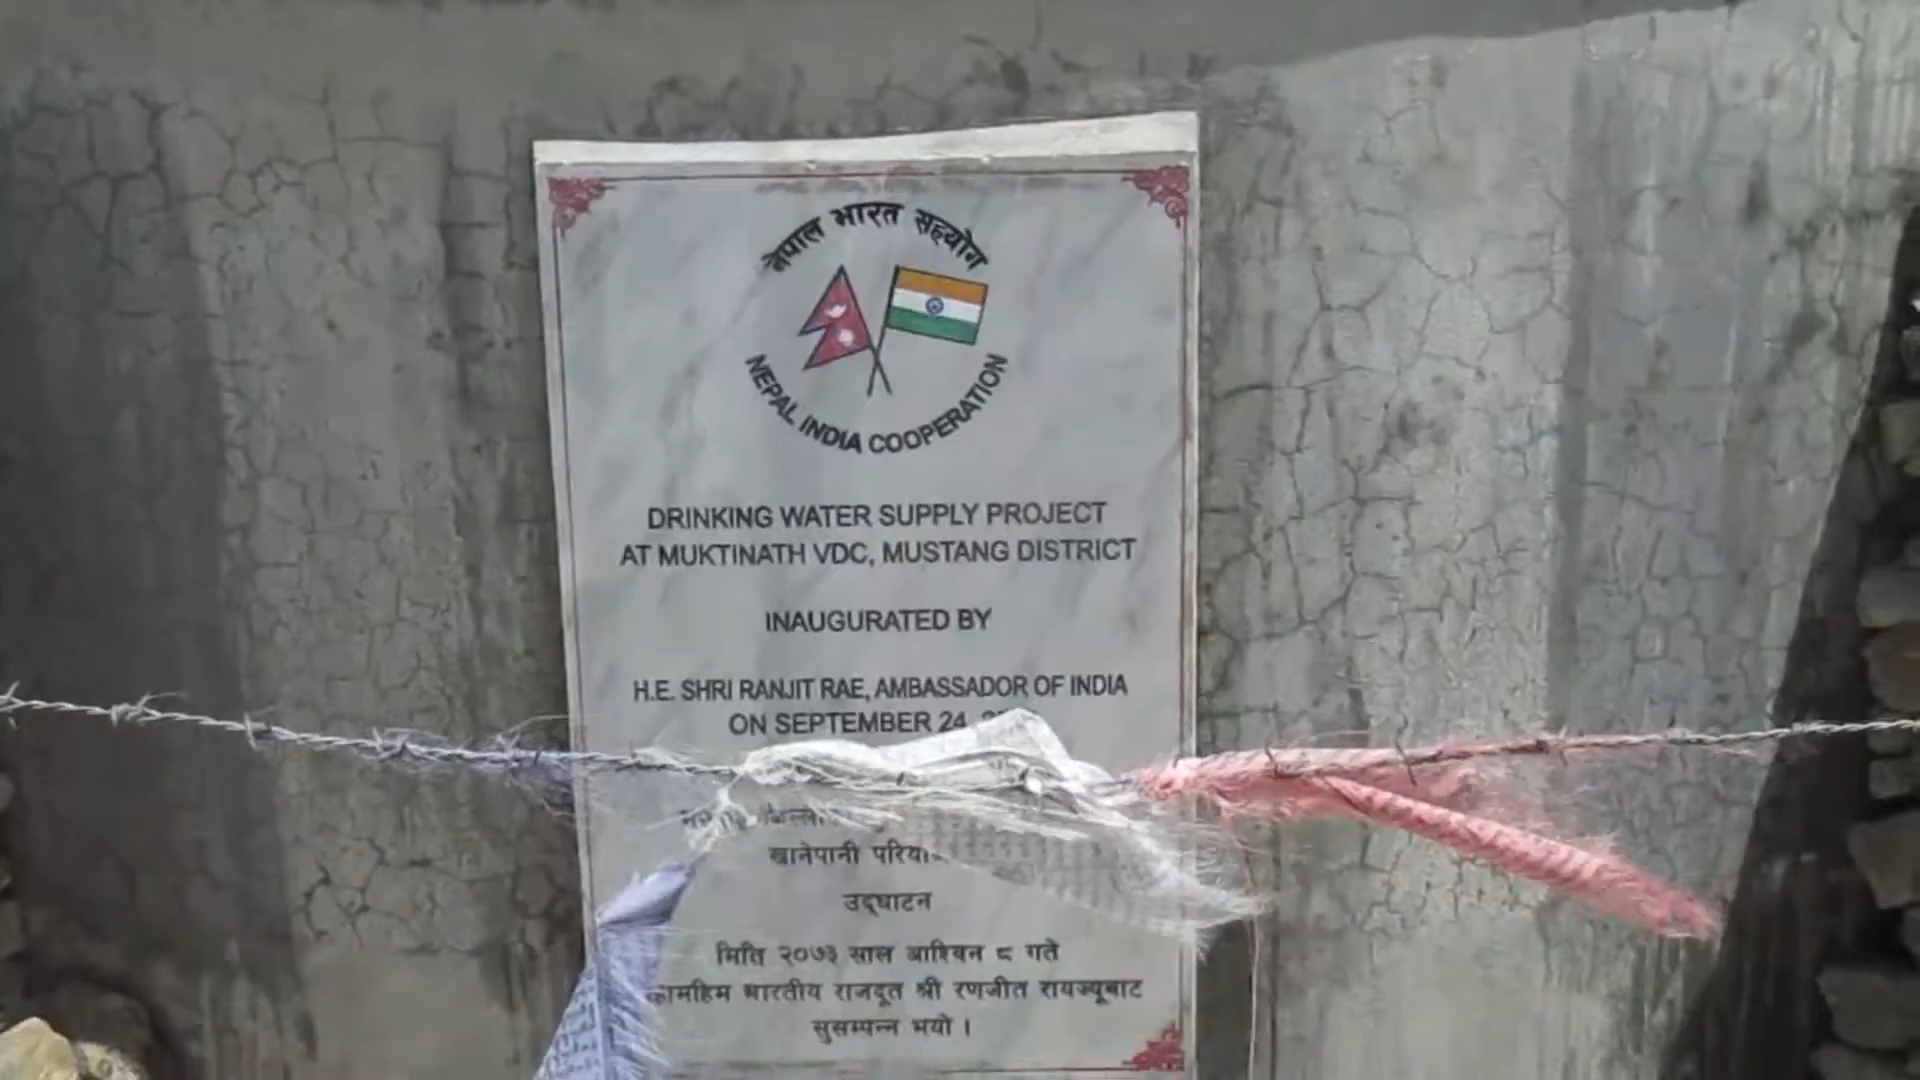 नेपाल भारत सहयोग
NEPAL INDIA COOPERATION
DRINKING WATER SUPPLY PROJECT
AT MUKTINATH VDC, MUSTANG DISTRICT
INAUGURATED BY
H.E. SHRI RANJIT RAE, AMBASSADOR OF INDIA
ON SEPTEMBER 24
खानेपानी
उद्घाटन
मिति २०७३ साल आश्विन ८ गते
भारतीय राजदूत श्री रणजीत रायज्यूबाट
सुसम्पन्न भयो ।